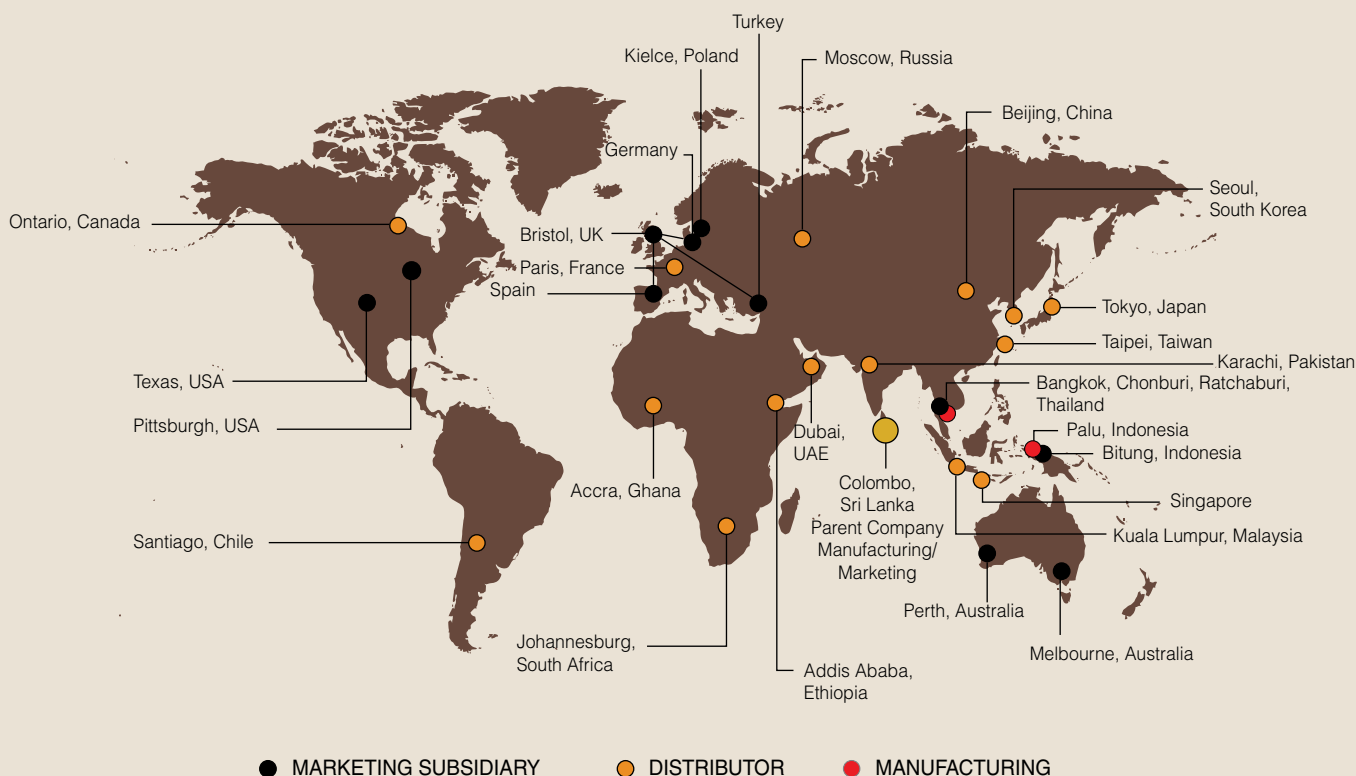 Turkey
Kielce, Poland
Moscow, Russia
Beijing, China
Germany
Seoul,
South Korea
Ontario, Canada
Bristol, UK
Paris, France
Spain
Tokyo, Japan
Taipei, Taiwan
Karachi, Pakistan
Texas, USA
Bangkok, Chonburi, Ratchaburi,
Thailand
Pittsburgh, USA
Dubai,
UAE
Palu, Indonesia
Bitung, Indonesia
Accra, Ghana
Colombo,
Sri Lanka
Parent Company
Manufacturing/
Marketing
Singapore
Kuala Lumpur, Malaysia
Santiago, Chile
Perth, Australia
Johannesburg,
South Africa
Melbourne, Australia
Addis Ababa,
Ethiopia
MARKETING SUBSIDIARY
DISTRIBUTOR
MANUFACTURING